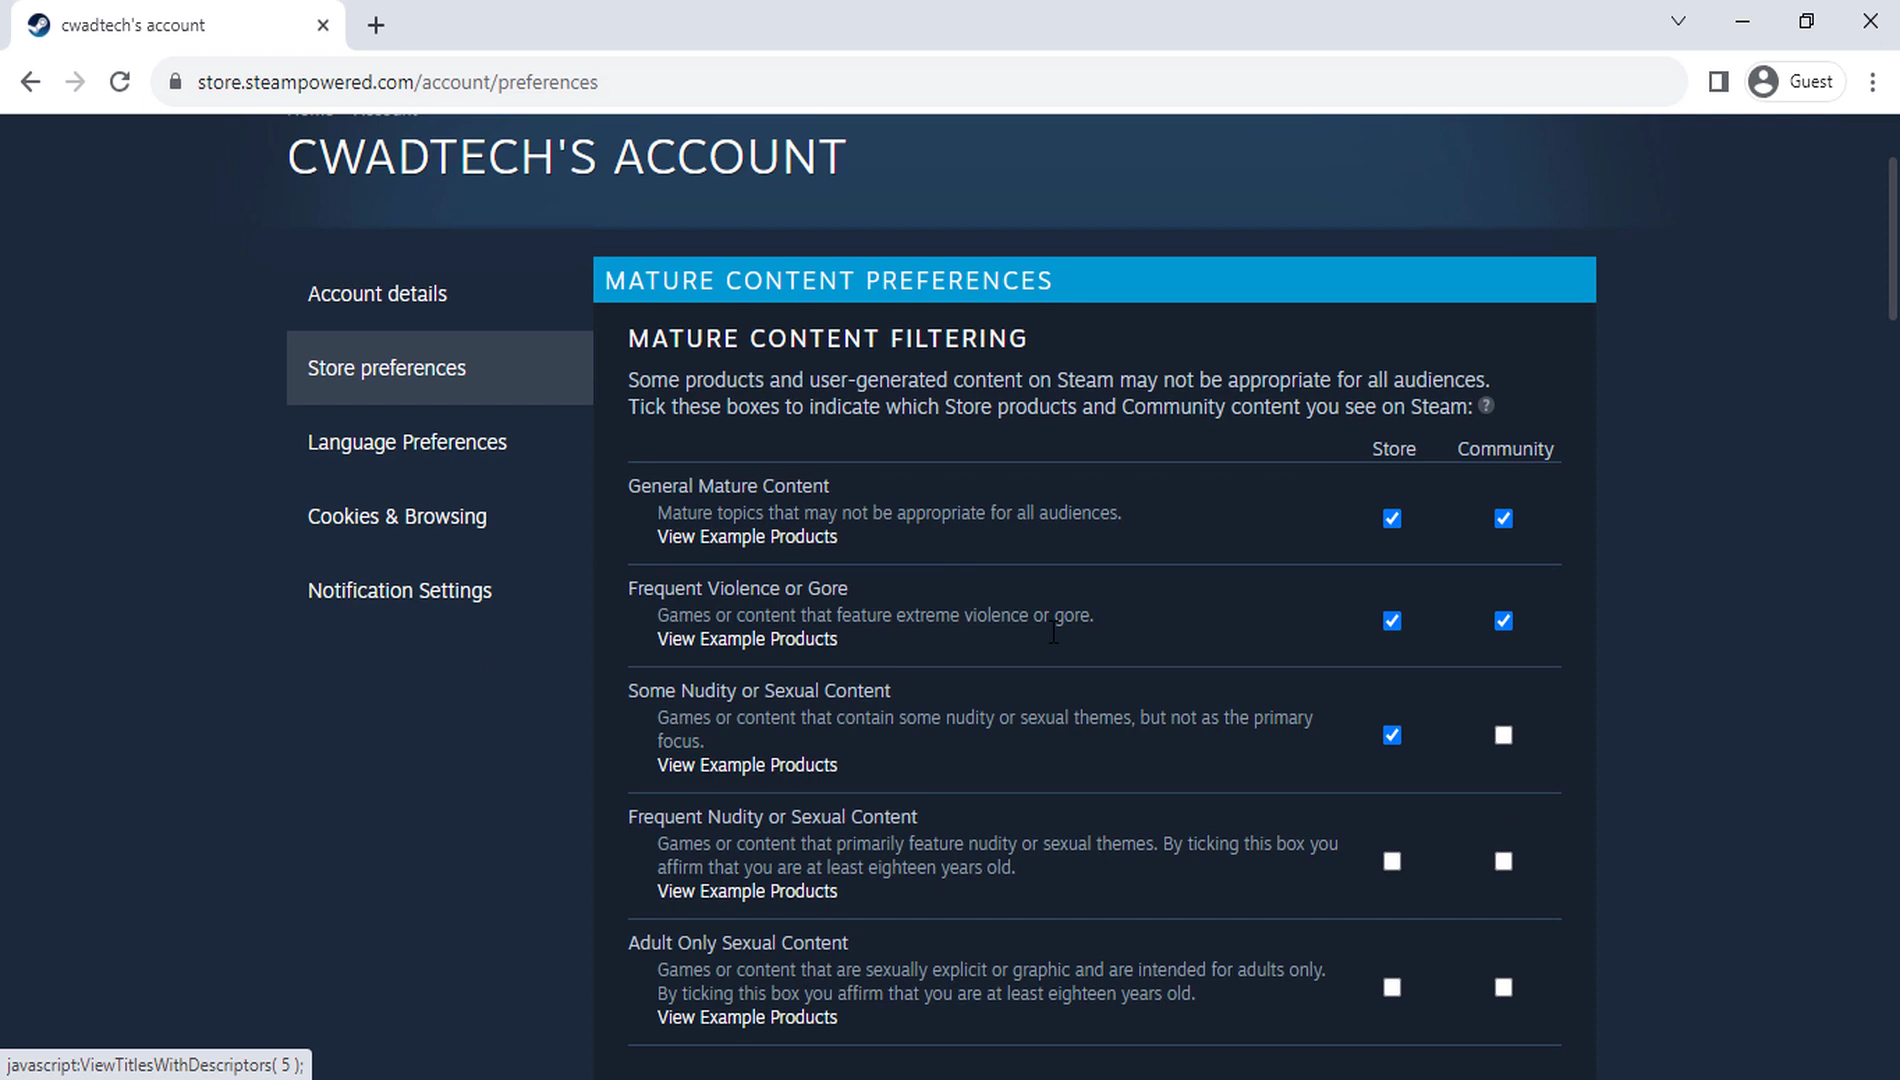 cwadtech's account
store.steampowered.com/account/preferences
Guest
CWADTECH'S ACCOUNT
Account details
Store preferences
Language Preferences
Cookies & Browsing
Notification Settings
MATURE CONTENT PREFERENCES
MATURE CONTENT FILTERING
Some products and user-generated content on Steam may not be appropriate for all audiences.
Tick these boxes to indicate which Store products and Community content you see on Steam: ?
Store Community
General Mature Content
Mature topics that may not be appropriate for all audiences.
View Example Products
Frequent Violence or Gore
Games or content that feature extreme violence or gore.
View Example Products
Some Nudity or Sexual Content
Games or content that contain some nudity or sexual themes, but not as the primary
focus.
View Example Products
Frequent Nudity or Sexual Content
Games or content that primarily feature nudity or sexual themes. By ticking this box you
affirm that you are at least eighteen years old.
View Example Products
Adult Only Sexual Content
Games or content that are sexually explicit or graphic and are intended for adults only.
By ticking this box you affirm that you are at least eighteen years old.
View Example Products
javascript:ViewTitlesWithDescriptors( 5 );